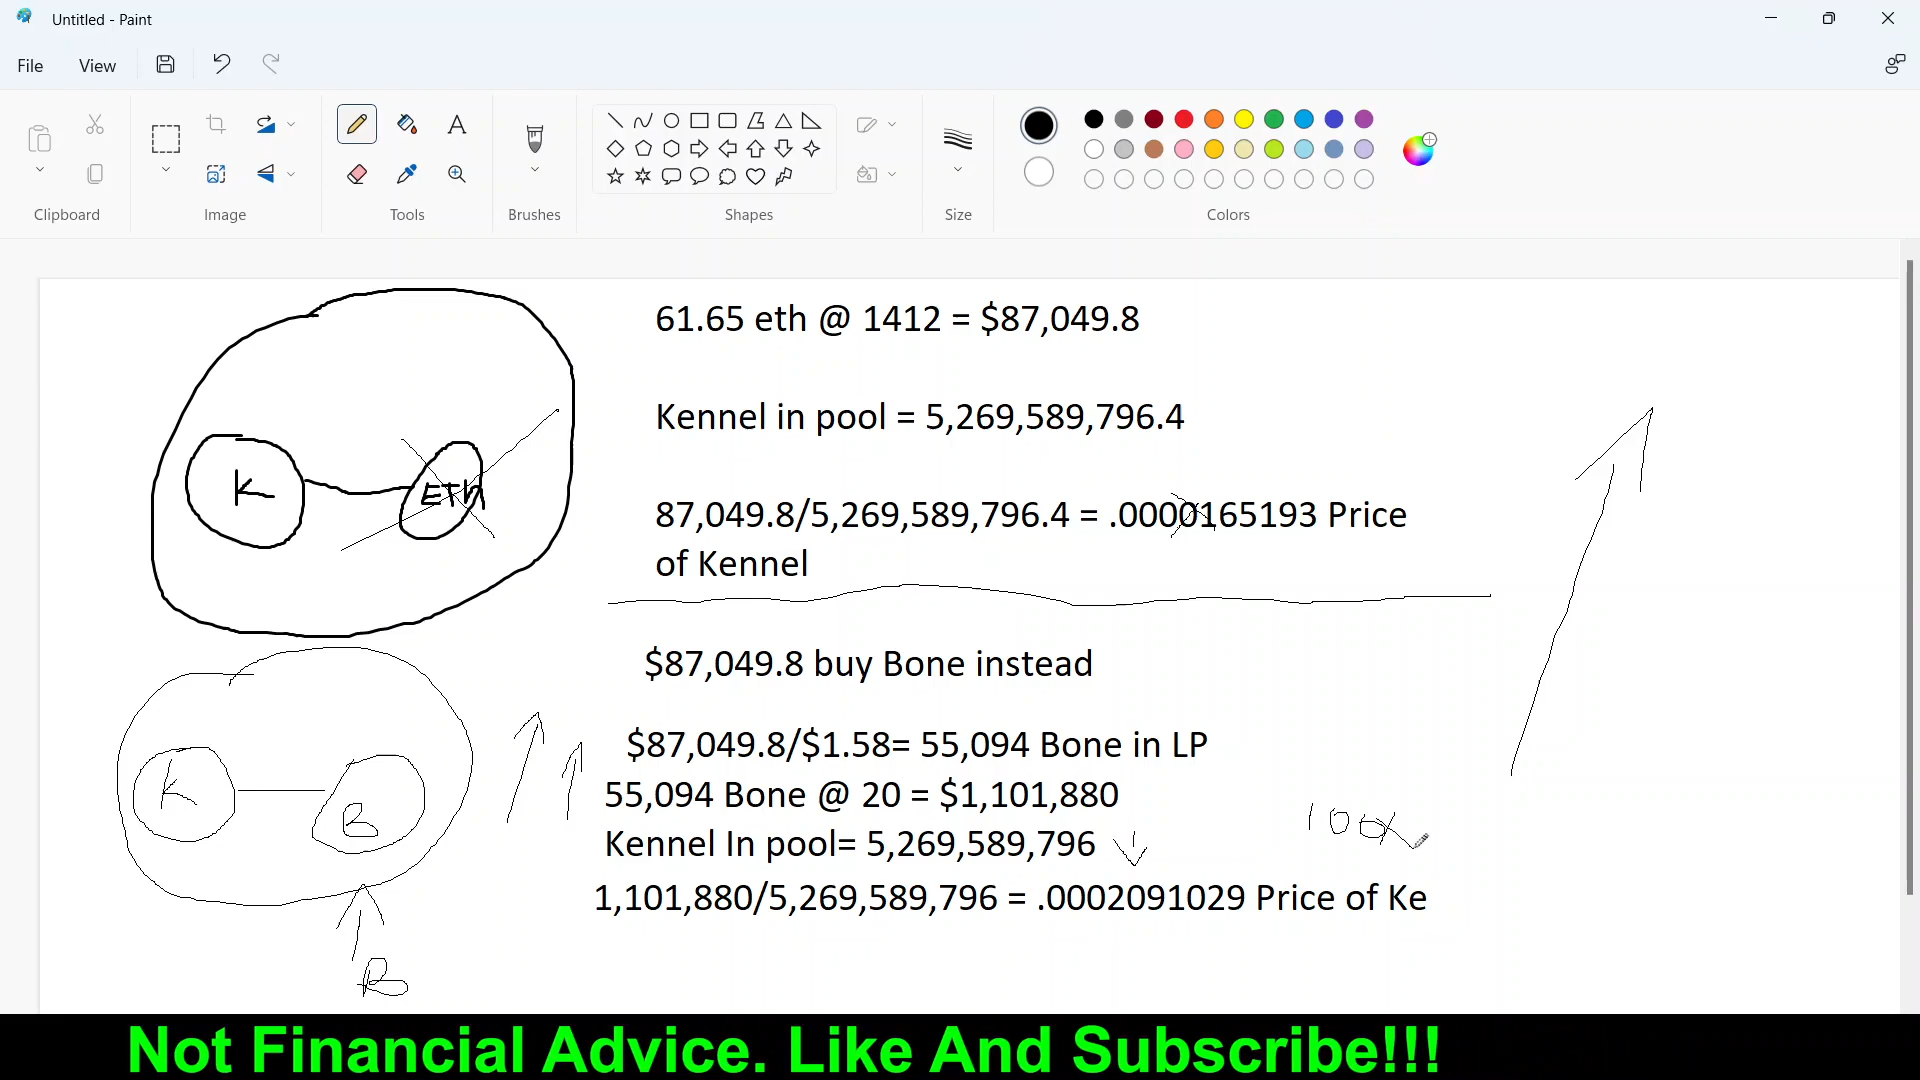 Untitled - Paint
File View
Clipboard Image Tools Brushes Shapes Size Colors
61.65 eth @ 1412 = $87,049.8
Kennel in pool = 5,269,589,796.4
K ETH
87,049.8/5,269,589,796.4 = .0000165193 Price
of Kennel
$87,049.8 buy Bone instead
$87,049.8/$1.58= 55,094 Bone in LP
55,094 Bone @ 20 = $1,101,880
K B
100x
Kennel In pool= 5,269,589,796
1,101,880/5,269,589,796 = .0002091029 Price of Ke
B
Not Financial Advice. Like And Subscribe!!!